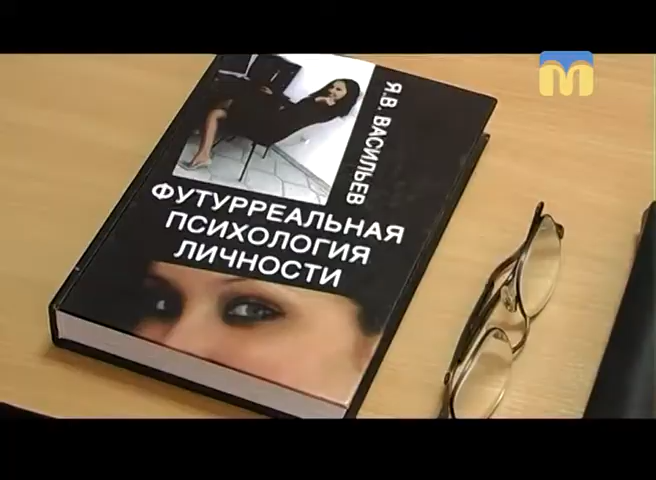 Я.В. ВАСИЛЬЕВ
ФУТУРРЕАЛЬНАЯ
ПСИХОЛОГИЯ
ЛИЧНОСТИ
M